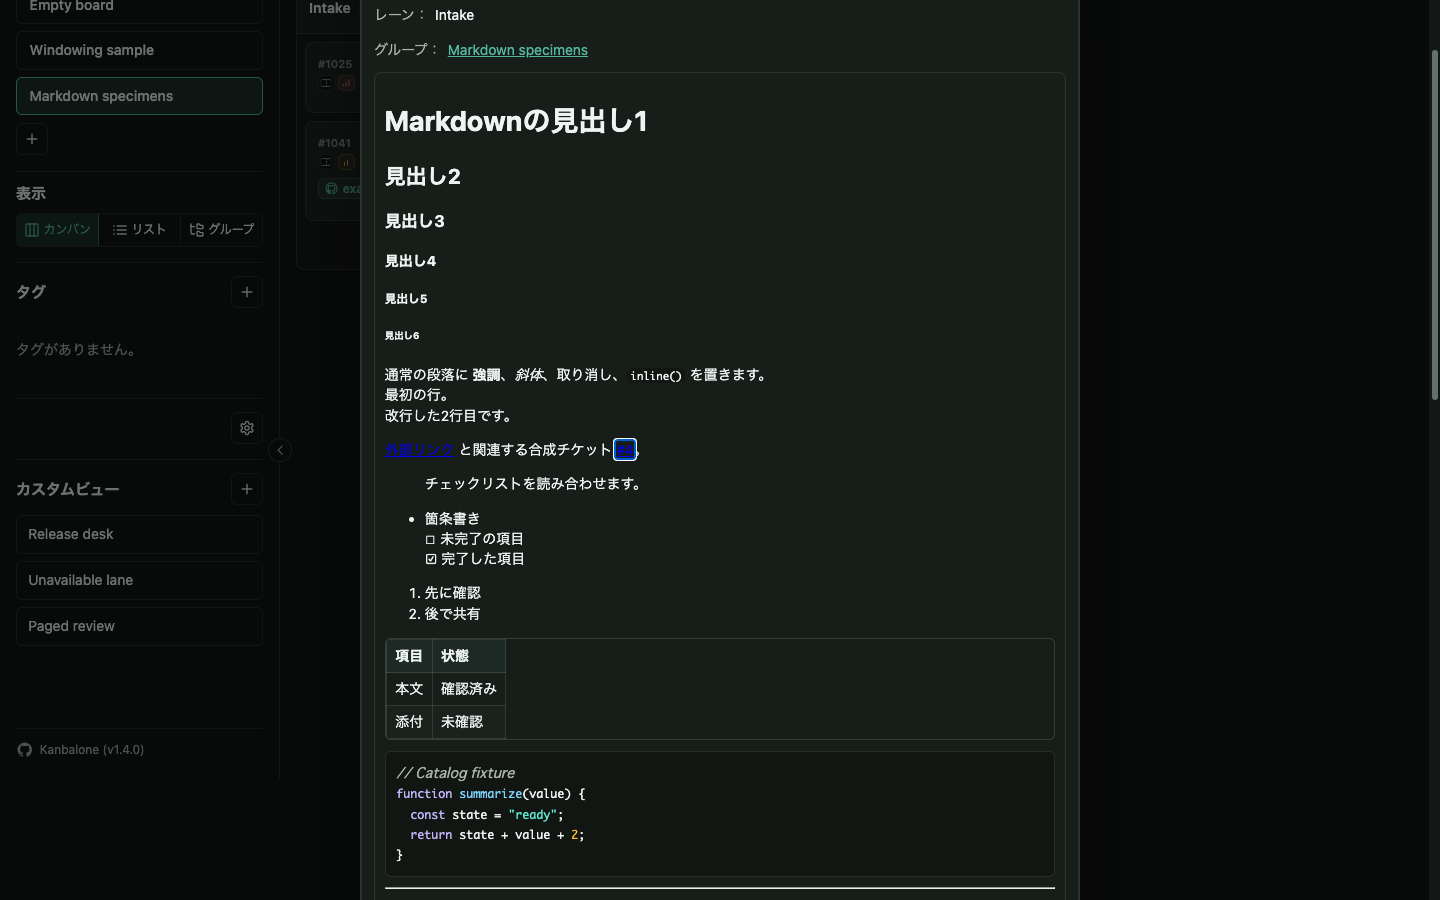 Empty board
Windowing sample
Markdown specimens
表示
カンバン
リスト
グループ
タグ
タグがありません。
カスタムビュー
Release desk
Unavailable lane
Paged review
Kanbalone (v1.4.0)
Intake
#1025
#1041
レーン： Intake
グループ： Markdown specimens
Markdownの見出し1
見出し2
見出し3
見出し4
見出し5
見出し6
通常の段落に 強調、斜体、取り消し、 inline() を置きます。
最初の行。
改行した2行目です。
外部リンク と関連する合成チケット 。
チェックリストを読み合わせます。
箇条書き
未完了の項目
完了した項目
1. 先に確認
2. 後で共有
項目 状態
本文 確認済み
添付 未確認
// Catalog fixture
function summarize(value) {
const state = "ready";
return state + value + 2;
}